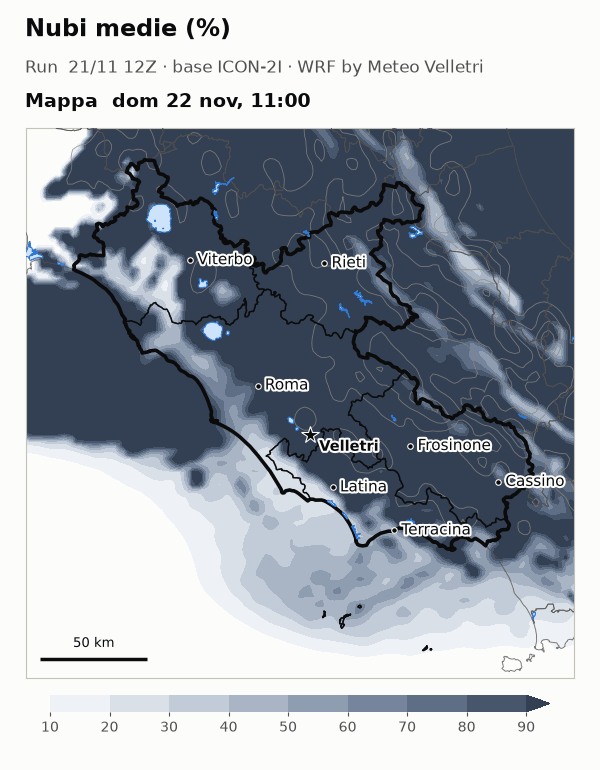 Nubi medie (%)
Run  21/11 12Z · base ICON-2I · WRF by Meteo Velletri
Mappa  dom 22 nov, 11:00
Viterbo
Rieti
Roma
Velletri
Frosinone
Cassino
Latina
Terracina
50 km
10 20 30 40 50 60 70 80 90